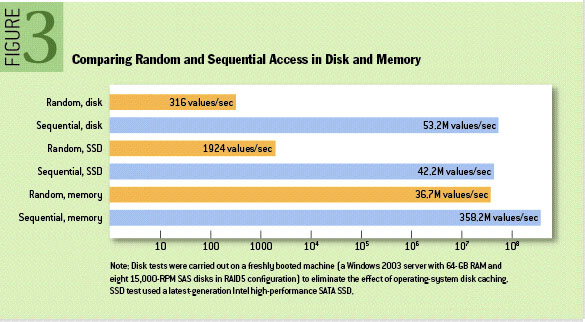 FIGURE 3
Comparing Random and Sequential Access in Disk and Memory
Random, disk 316 values/sec
Sequential, disk 53.2M values/sec
Random, SSD 1924 values/sec
Sequential, SSD 42.2M values/sec
Random, memory 36.7M values/sec
Sequential, memory 358.2M values/sec
10 100 1000 10⁴ 10⁵ 10⁶ 10⁷ 10⁸
Note: Disk tests were carried out on a freshly booted machine (a Windows 2003 server with 64-GB RAM and
eight 15,000-RPM SAS disks in RAID5 configuration) to eliminate the effect of operating-system disk caching.
SSD test used a latest-generation Intel high-performance SATA SSD.